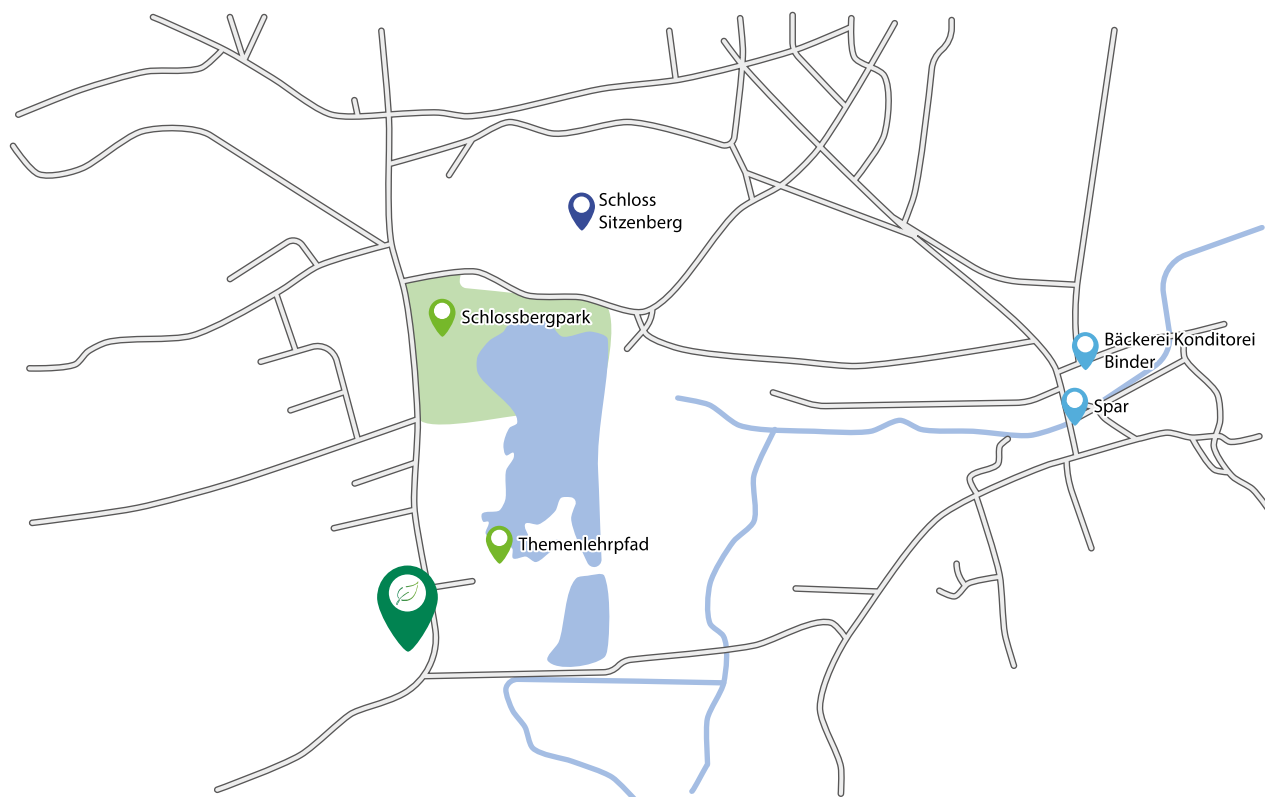 Schloss
Sitzenberg
Schlossbergpark
Bäckerei Konditorei
Binder
Spar
Themenlehrpfad